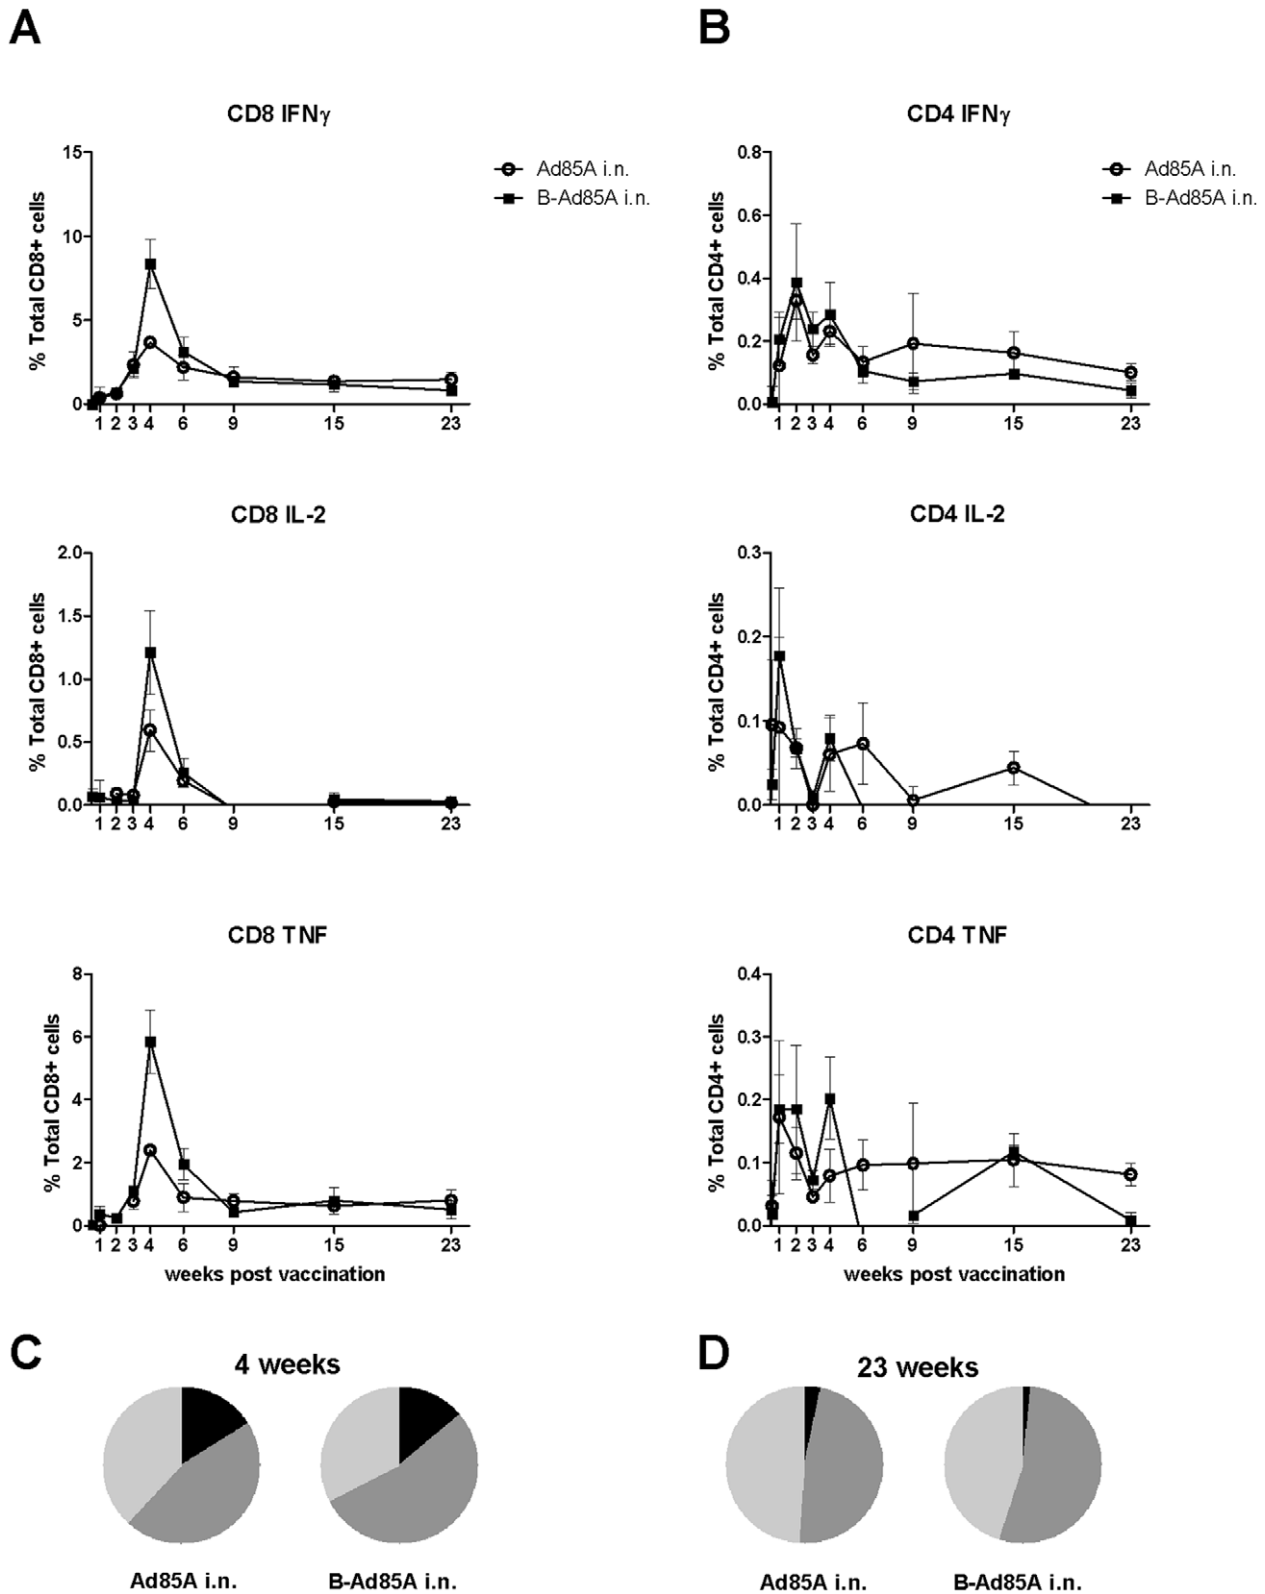 A
B
CD8 IFNγ
15
10
5
0
% Total CD8+ cells
1 2 3 4 6 9 15 23
Ad85A i.n.
B-Ad85A i.n.
CD4 IFNγ
0.8
0.6
0.4
0.2
0.0
% Total CD4+ cells
1 2 3 4 6 9 15 23
Ad85A i.n.
B-Ad85A i.n.
CD8 IL-2
2.0
1.5
1.0
0.5
0.0
% Total CD8+ cells
1 2 3 4 6 9 15 23
CD4 IL-2
0.3
0.2
0.1
0.0
% Total CD4+ cells
1 2 3 4 6 9 15 23
CD8 TNF
8
6
4
2
0
% Total CD8+ cells
1 2 3 4 6 9 15 23
weeks post vaccination
CD4 TNF
0.4
0.3
0.2
0.1
0.0
% Total CD4+ cells
1 2 3 4 6 9 15 23
weeks post vaccination
C
4 weeks
Ad85A i.n.
B-Ad85A i.n.
D
23 weeks
Ad85A i.n.
B-Ad85A i.n.